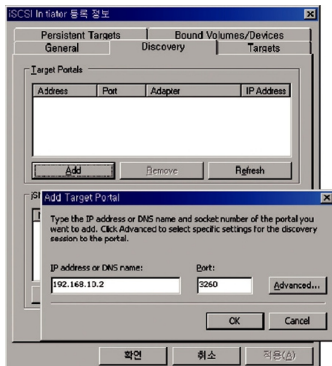 iSCSI Initiator 등록 정보
Persistent Targets
Bound Volumes/Devices
General
Discovery
Targets
Target Portals
Address
Port
Adapter
IP Address
Add
Remove
Refresh
Add Target Portal
Type the IP address or DNS name and socket number of the portal you
want to add. Click Advanced to select specific settings for the discovery
session to the portal.
IP address or DNS name:
Port:
192.168.10.2
3260
Advanced...
OK
Cancel
확인
취소
적용(A)